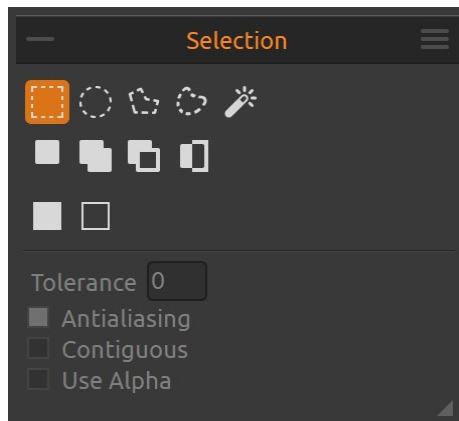 Selection
Tolerance 0
Antialiasing
Contiguous
Use Alpha